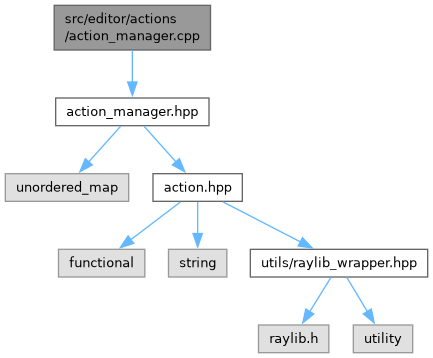 src/editor/actions
/action_manager.cpp
action_manager.hpp
unordered_map
action.hpp
functional
string
utils/raylib_wrapper.hpp
raylib.h
utility